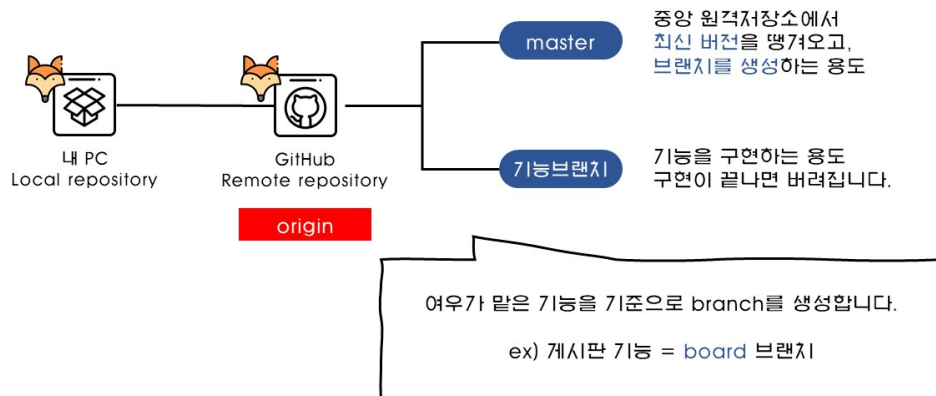 master
중앙 원격저장소에서
최신 버전을 땡겨오고,
브랜치를 생성하는 용도
내 PC
Local repository
GitHub
Remote repository
origin
기능브랜치
기능을 구현하는 용도
구현이 끝나면 버려집니다.
여우가 맡은 기능을 기준으로 branch를 생성합니다.
ex) 게시판 기능 = board 브랜치